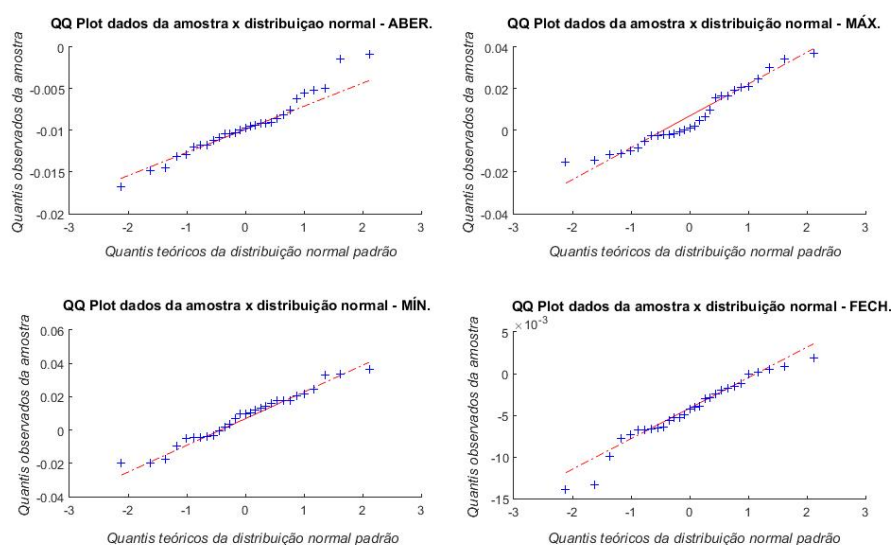 QQ Plot dados da amostra x distribuiçao normal - ABER.
Quantis observados da amostra
0
-0.005
-0.01
-0.015
-0.02
-3 -2 -1 0 1 2 3
Quantis teóricos da distribuição normal padrão
QQ Plot dados da amostra x distribuição normal - MÁX.
Quantis observados da amostra
0.04
0.02
0
-0.02
-0.04
-3 -2 -1 0 1 2 3
Quantis teóricos da distribuição normal padrão
QQ Plot dados da amostra x distribuição normal - MÍN.
Quantis observados da amostra
0.06
0.04
0.02
0
-0.02
-0.04
-3 -2 -1 0 1 2 3
Quantis teóricos da distribuição normal padrão
QQ Plot dados da amostra x distribuição normal - FECH.
Quantis observados da amostra
×10⁻³
5
0
-5
-10
-15
-3 -2 -1 0 1 2 3
Quantis teóricos da distribuição normal padrão